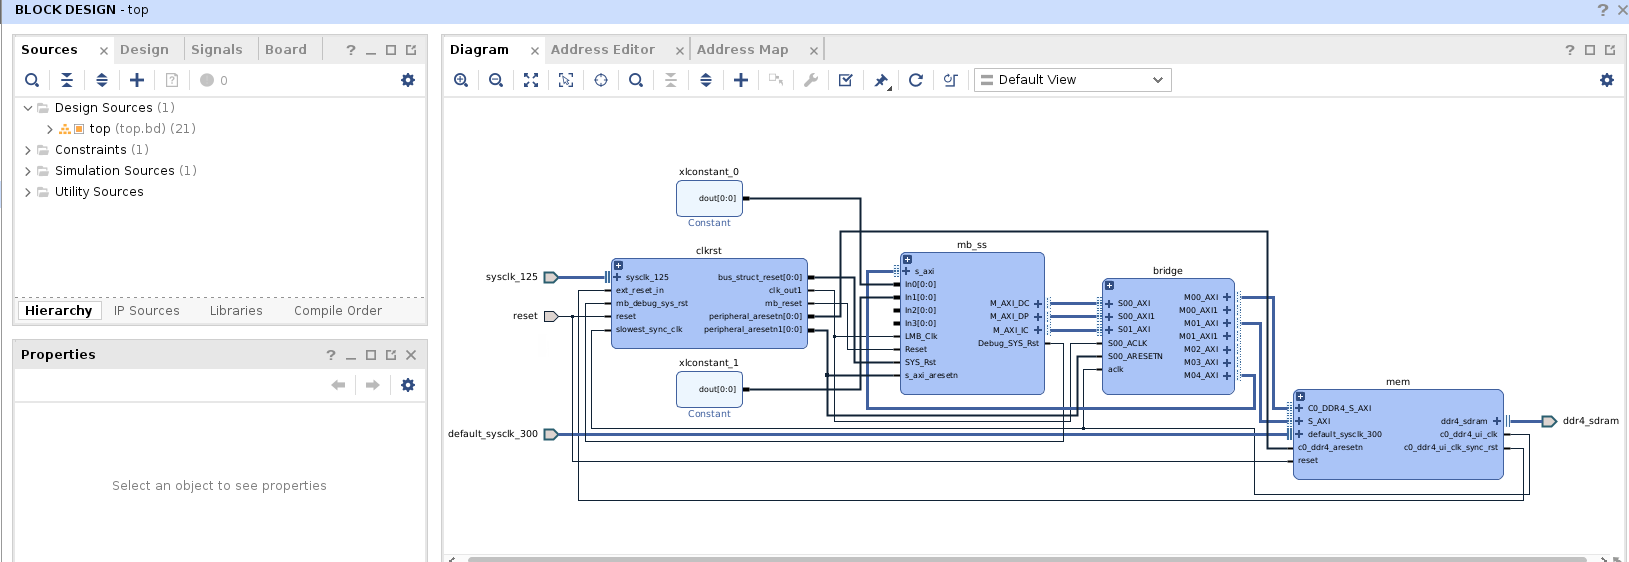 BLOCK DESIGN - top
Sources
Design
Signals
Board
0
Design Sources (1)
top (top.bd) (21)
Constraints (1)
Simulation Sources (1)
Utility Sources
Hierarchy
IP Sources
Libraries
Compile Order
Properties
Select an object to see properties
Diagram
Address Editor
Address Map
Default View
xlconstant_0
dout[0:0]
Constant
clkrst
sysclk_125
sysclk_125
ext_reset_in
mb_debug_sys_rst
reset
reset
slowest_sync_clk
bus_struct_reset[0:0]
clk_out1
mb_reset
peripheral_aresetn[0:0]
peripheral_aresetn1[0:0]
xlconstant_1
dout[0:0]
Constant
default_sysclk_300
mb_ss
s_axi
In0[0:0]
In1[0:0]
In2[0:0]
In3[0:0]
LMB_Clk
Reset
SYS_Rst
s_axi_aresetn
M_AXI_DC
M_AXI_DP
M_AXI_IC
Debug_SYS_Rst
bridge
S00_AXI
S00_AXI1
S01_AXI
S00_ACLK
S00_ARESETN
aclk
M00_AXI
M00_AXI1
M01_AXI
M01_AXI1
M02_AXI
M03_AXI
M04_AXI
mem
C0_DDR4_S_AXI
S_AXI
default_sysclk_300
c0_ddr4_aresetn
reset
ddr4_sdram
c0_ddr4_ui_clk
c0_ddr4_ui_clk_sync_rst
ddr4_sdram